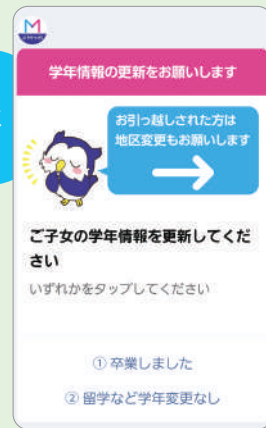 M
学年情報の更新をお願いします
お引っ越しされた方は
地区変更もお願いします
ご子女の学年情報を更新してくだ
さい
いずれかをタップしてください
① 卒業しました
② 留学など学年変更なし